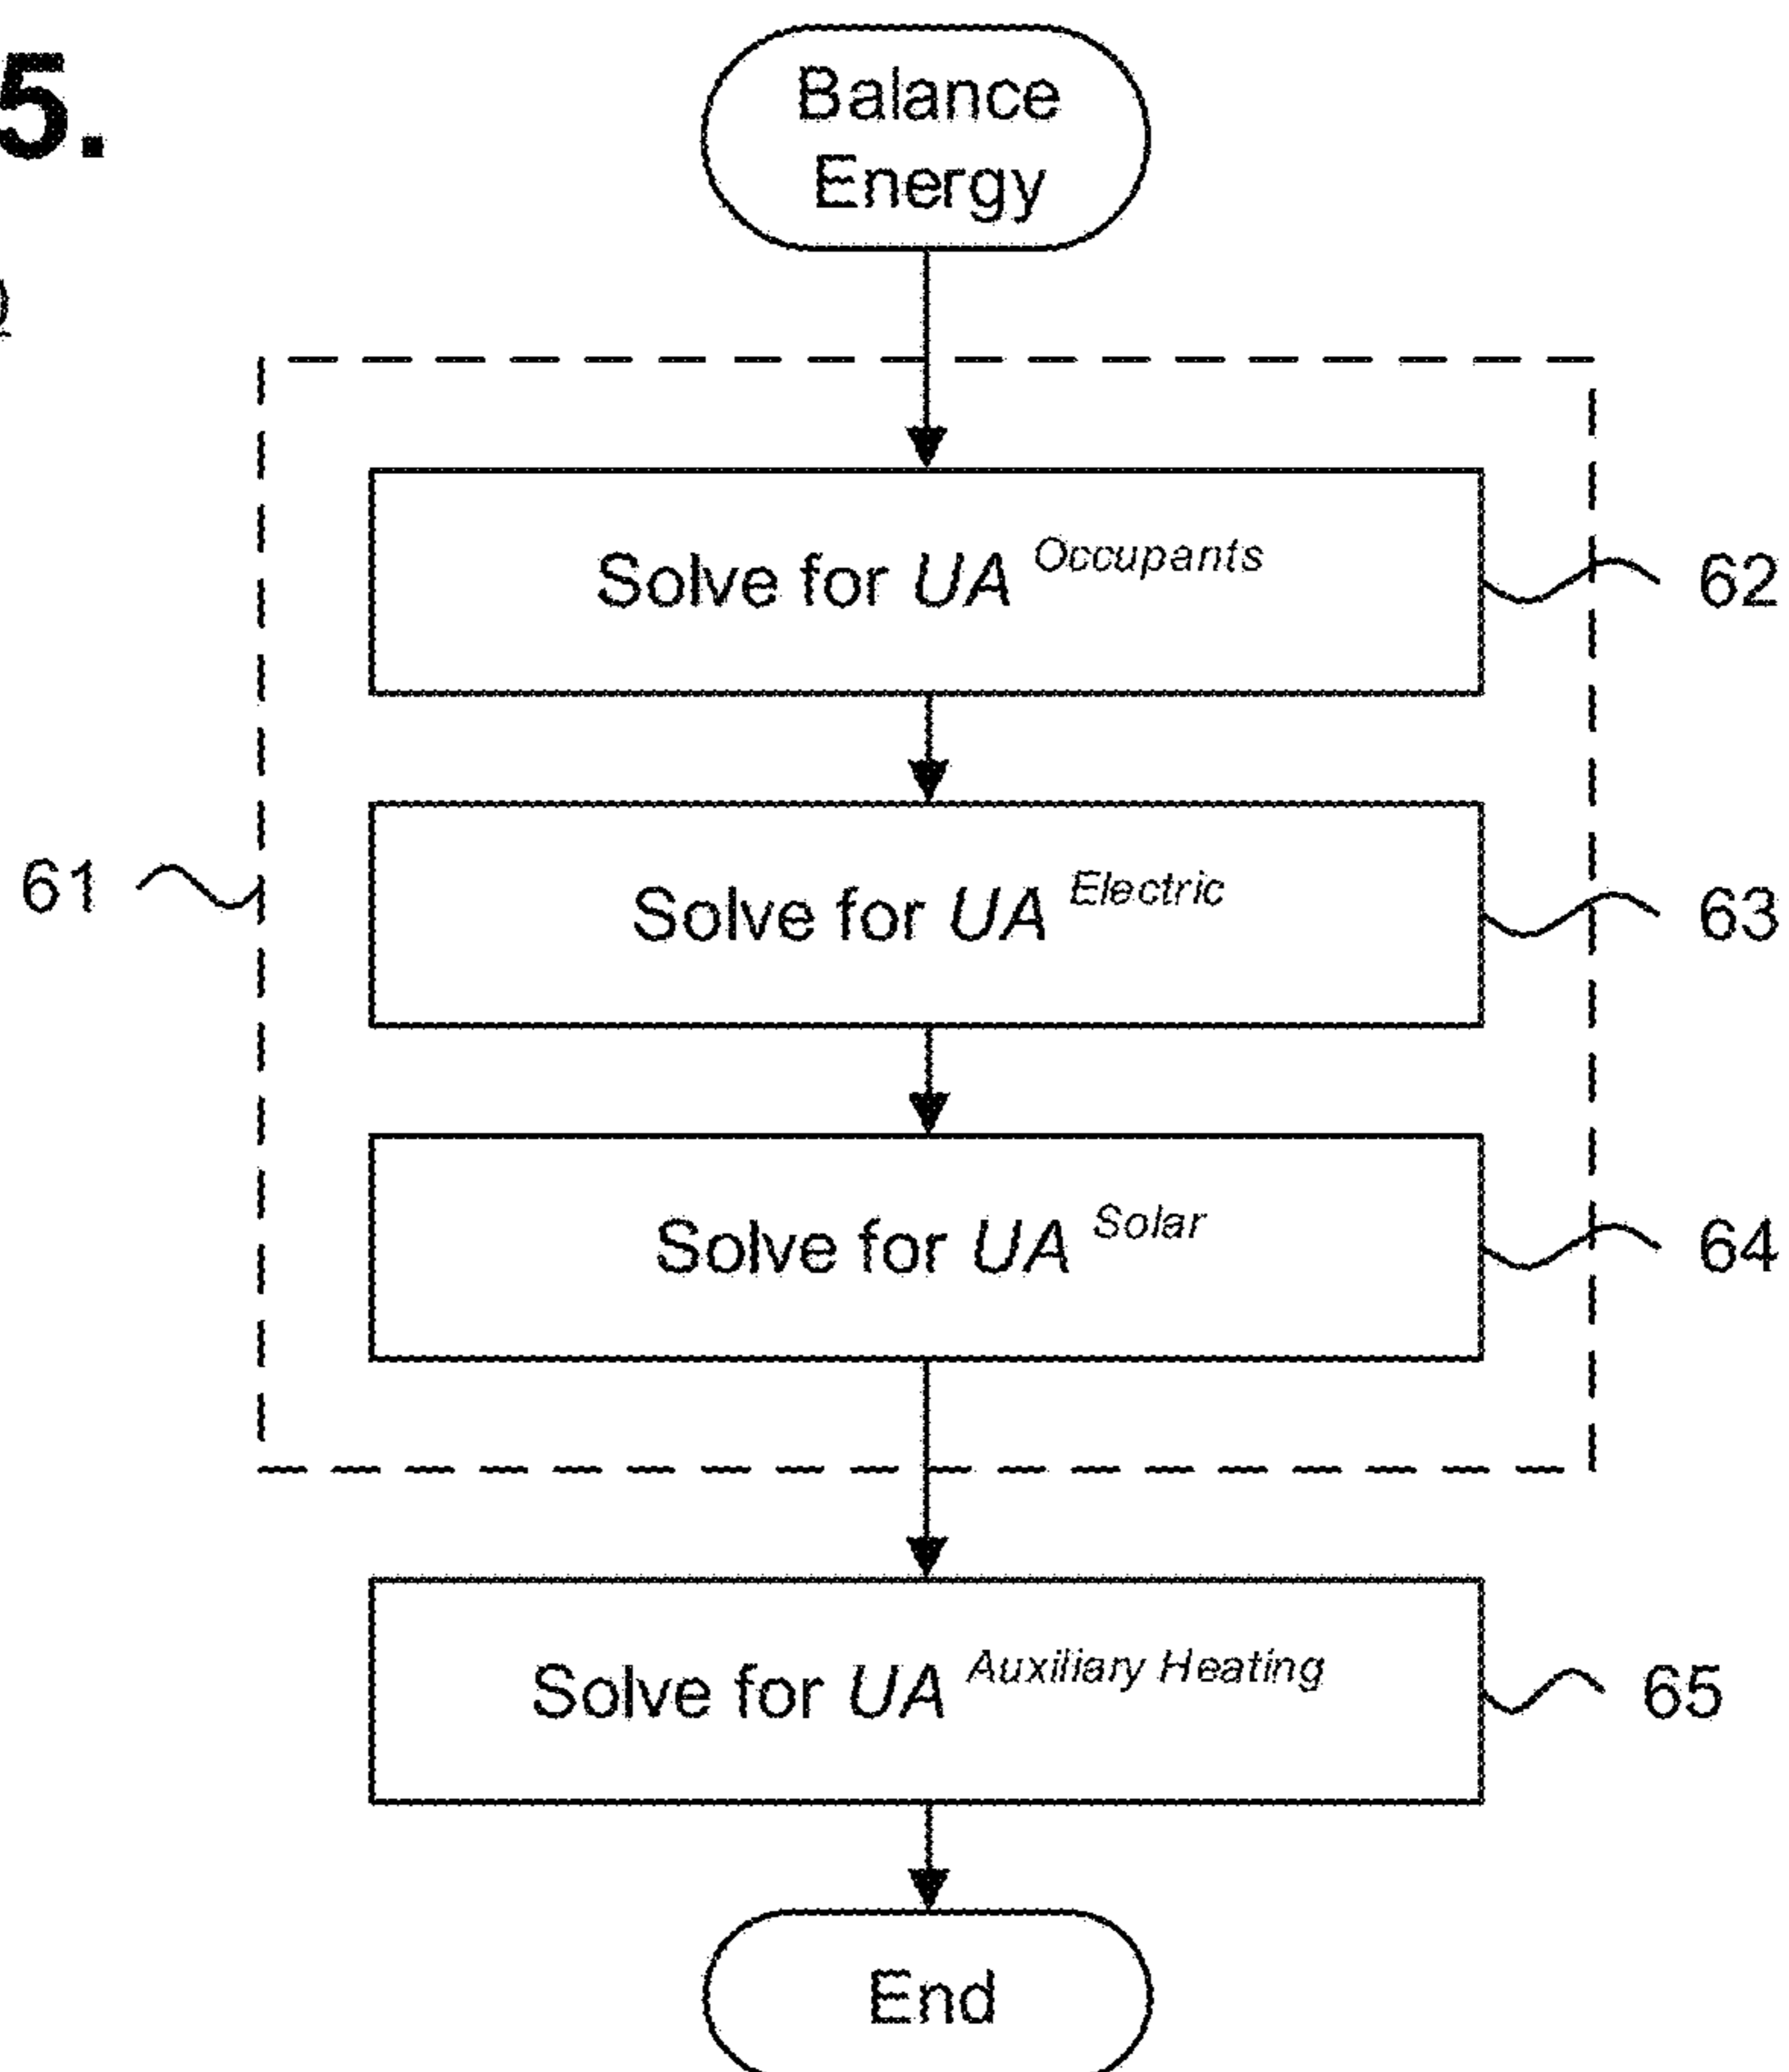 5.
Balance
Energy
Solve for UA Occupants
62
Solve for UA Electric
61
63
Solve for UA Solar
64
Solve for UA Auxiliary Heating
65
End